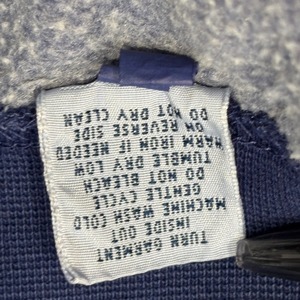 TURN GARMENT
INSIDE OUT
MACHINE WASH COLD
GENTLE CYCLE
DO NOT BLEACH
TUMBLE DRY LOW
WARM IRON IF NEEDED
ON REVERSE SIDE
DO NOT DRY CLEAN